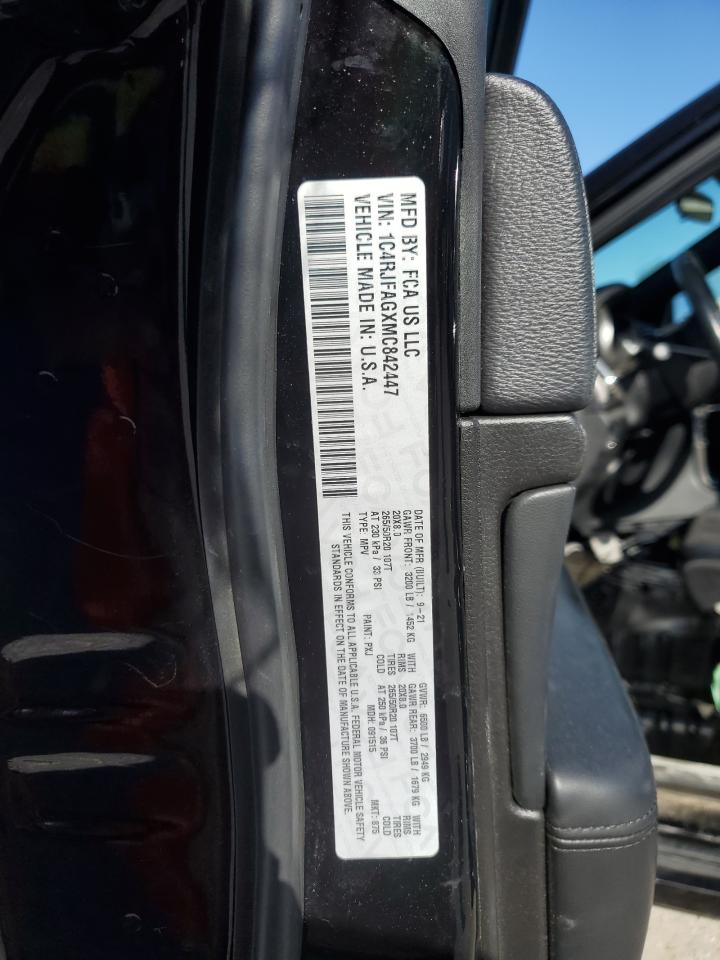 MFD BY: FCA US LLC
VIN: 1C4RJFAGXMC842447
VEHICLE MADE IN: U.S.A.
DATE OF MFR (BUILT): 9-21 GVWR: 6500 LB / 2949 KG
GAWR FRONT: 3200 LB / 1452 KG WITH GAWR REAR: 3700 LB / 1679 KG WITH
20X8.0 RIMS 20X8.0 RIMS
265/50R20 107T TIRES 265/50R20 107T TIRES
AT 230 kPa / 33 PSI COLD AT 250 kPa / 36 PSI COLD
TYPE: MPV PAINT: PXJ MDH: 091515 MKT: 875
THIS VEHICLE CONFORMS TO ALL APPLICABLE U.S.A. FEDERAL MOTOR VEHICLE SAFETY
STANDARDS IN EFFECT ON THE DATE OF MANUFACTURE SHOWN ABOVE.